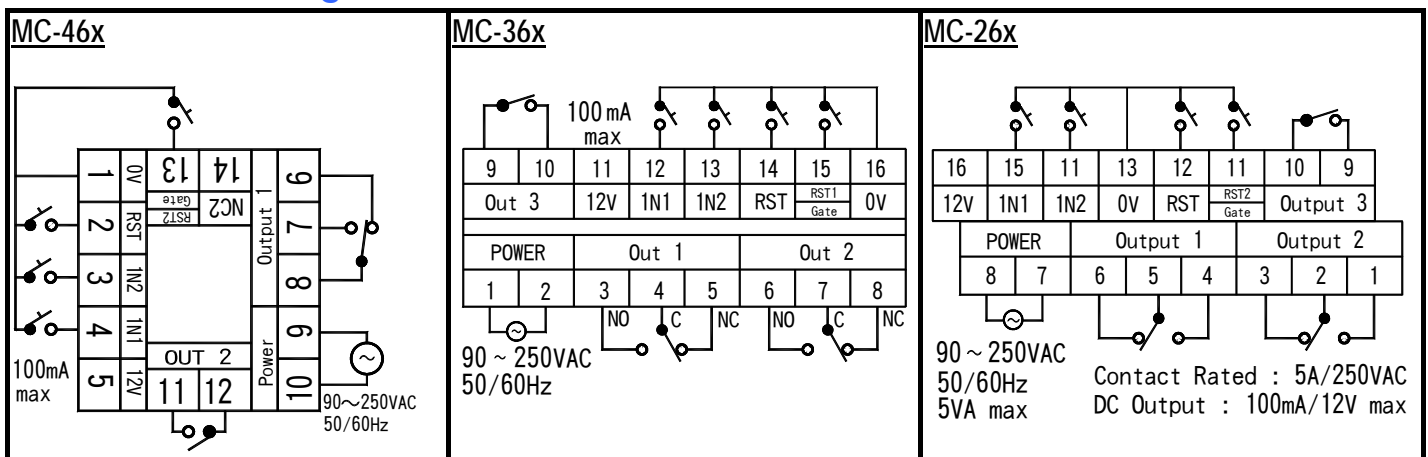 MC-46x
1 0V
2 RST
3 1N2
4 1N1
5 12V
13 14
RST2 Gate NC2
Output 1
6
7
8
Power
9
10
OUT 2
11 12
100mA
max
90～250VAC
50/60Hz
MC-36x
100 mA
max
9 10 11 12 13 14 15 16
Out 3 12V 1N1 1N2 RST RST1 Gate 0V
POWER Out 1 Out 2
1 2 3 4 5 6 7 8
NO C NC NO C NC
90 ~ 250VAC
50/60Hz
MC-26x
16 15 11 13 12 11 10 9
12V 1N1 1N2 0V RST RST2 Gate Output 3
POWER Output 1 Output 2
8 7 6 5 4 3 2 1
90 ~ 250VAC
50/60Hz
5VA max
Contact Rated : 5A/250VAC
DC Output : 100mA/12V max